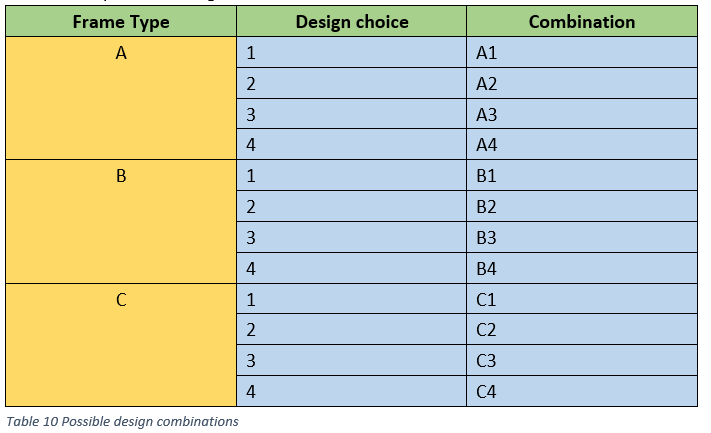 Frame Type Design choice Combination
A 1 A1
2 A2
3 A3
4 A4
B 1 B1
2 B2
3 B3
4 B4
C 1 C1
2 C2
3 C3
4 C4
Table 10 Possible design combinations